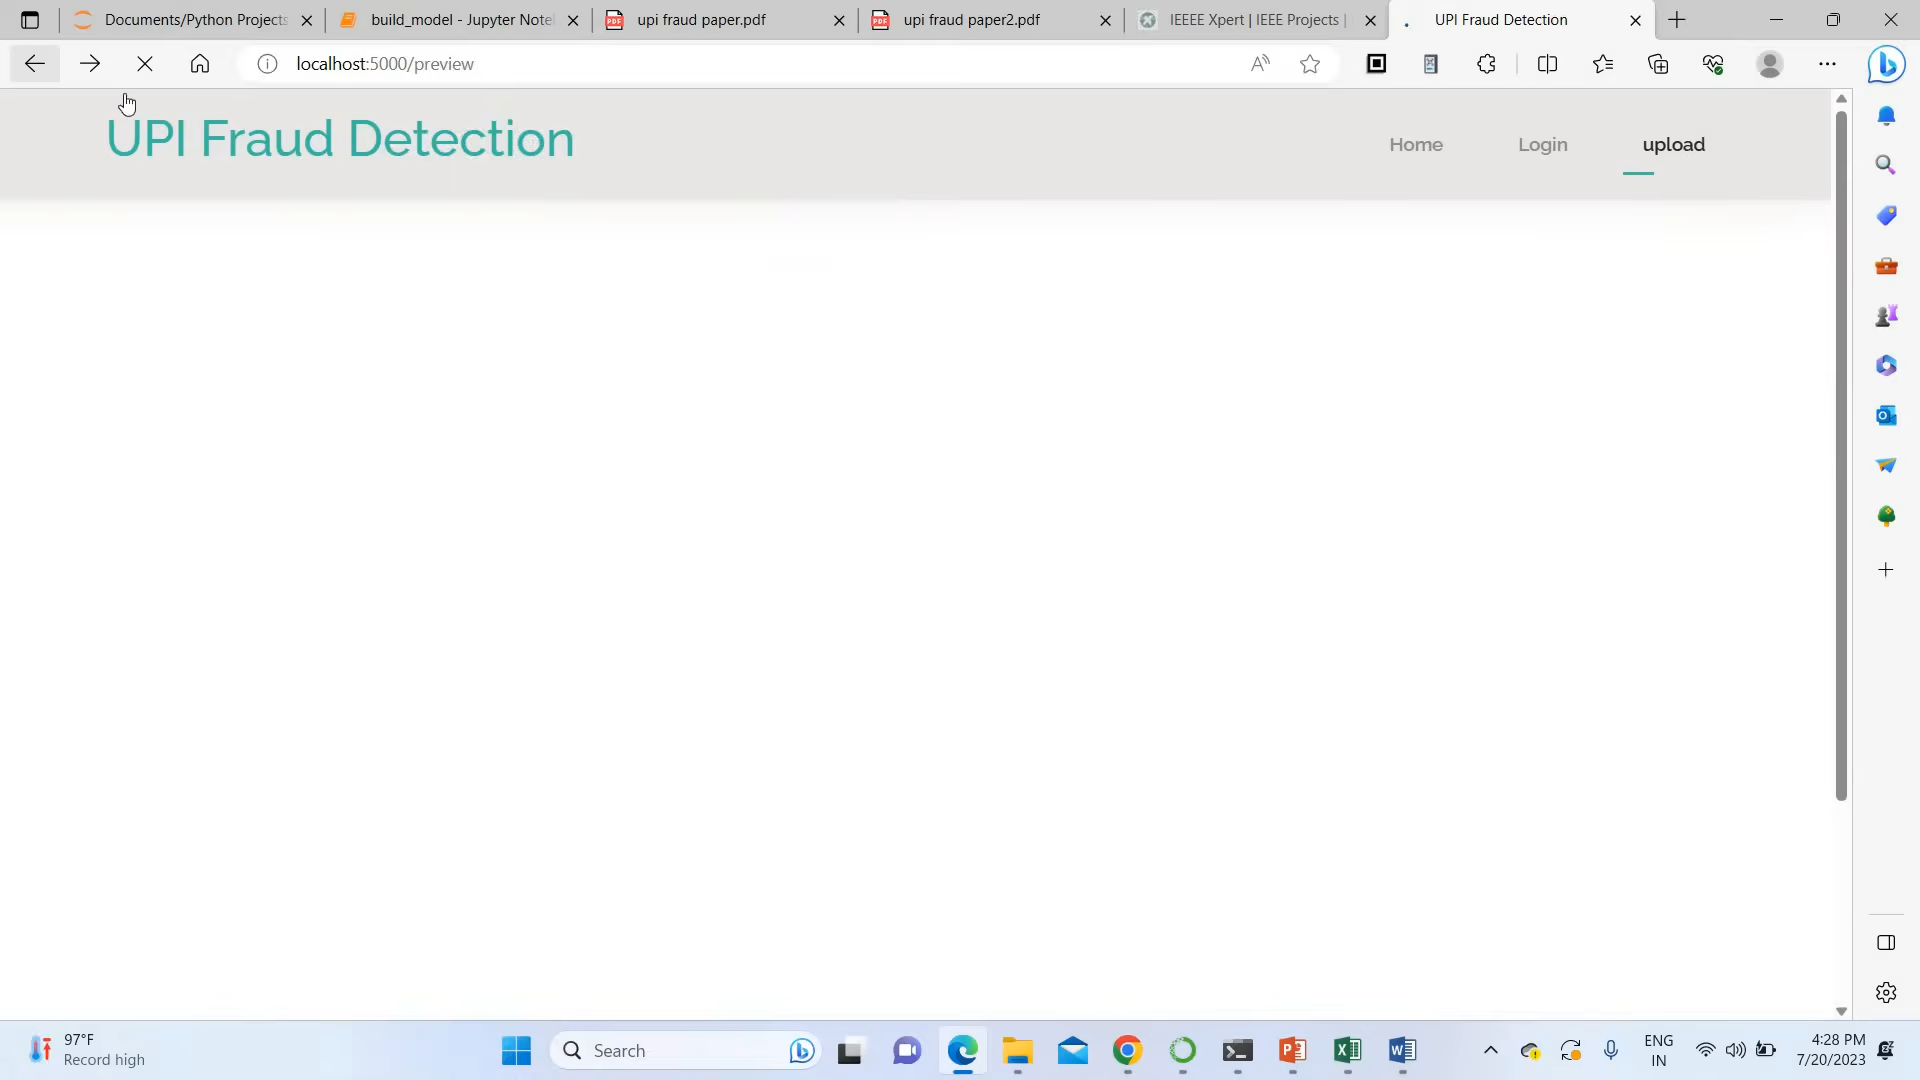 Documents/Python Projects
build_model - Jupyter Note
upi fraud paper.pdf
upi fraud paper2.pdf
IEEEE Xpert | IEEE Projects |
UPI Fraud Detection
localhost:5000/preview
UPI Fraud Detection
Home
Login
upload
97°F
Record high
Search
ENG
IN
4:28 PM
7/20/2023